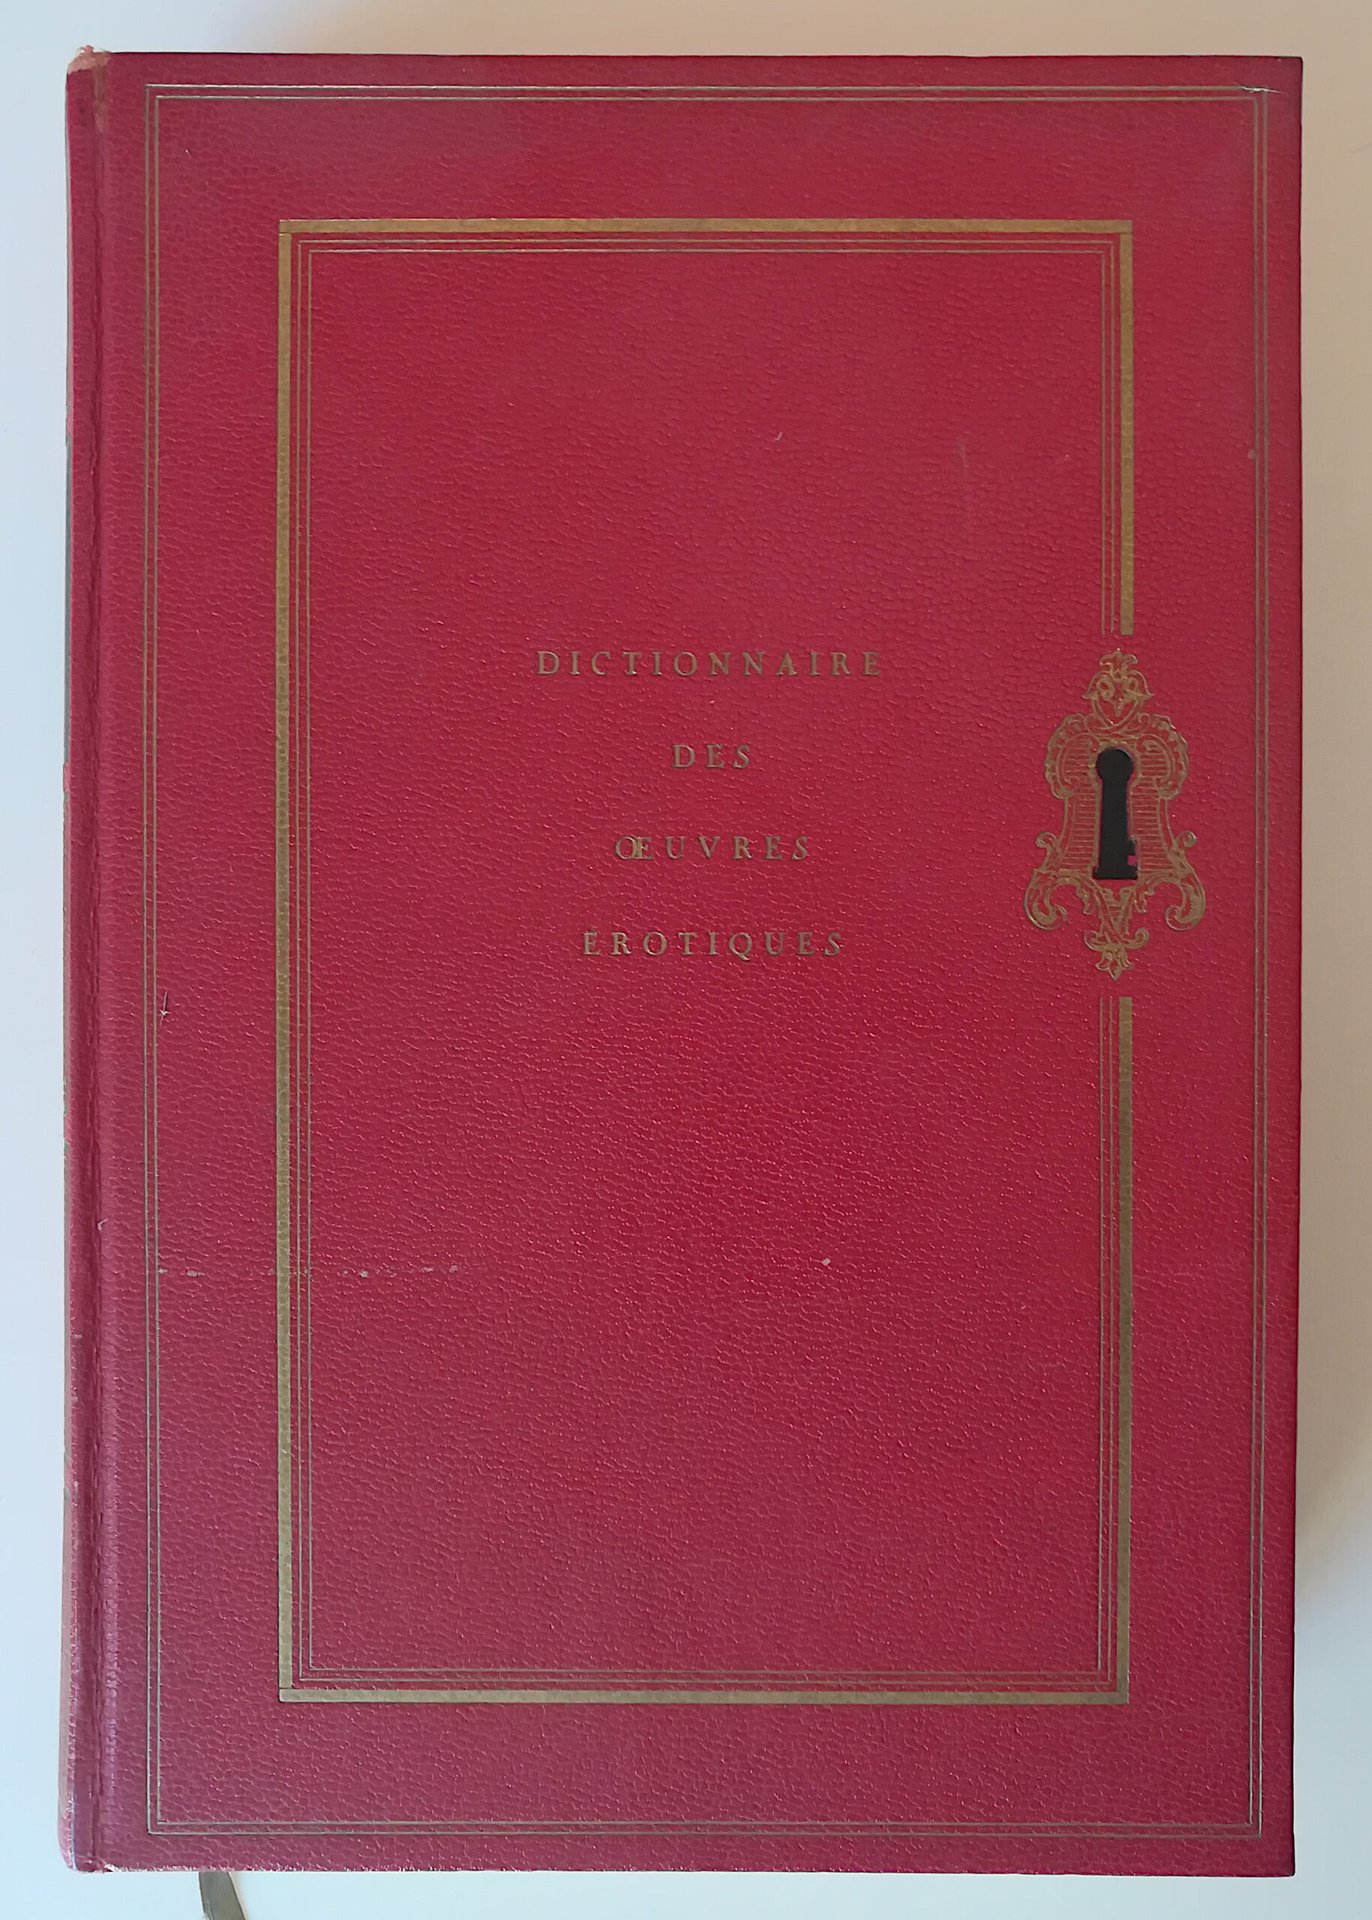 DICTIONNAIRE
DES
ŒUVRES
ÉROTIQUES